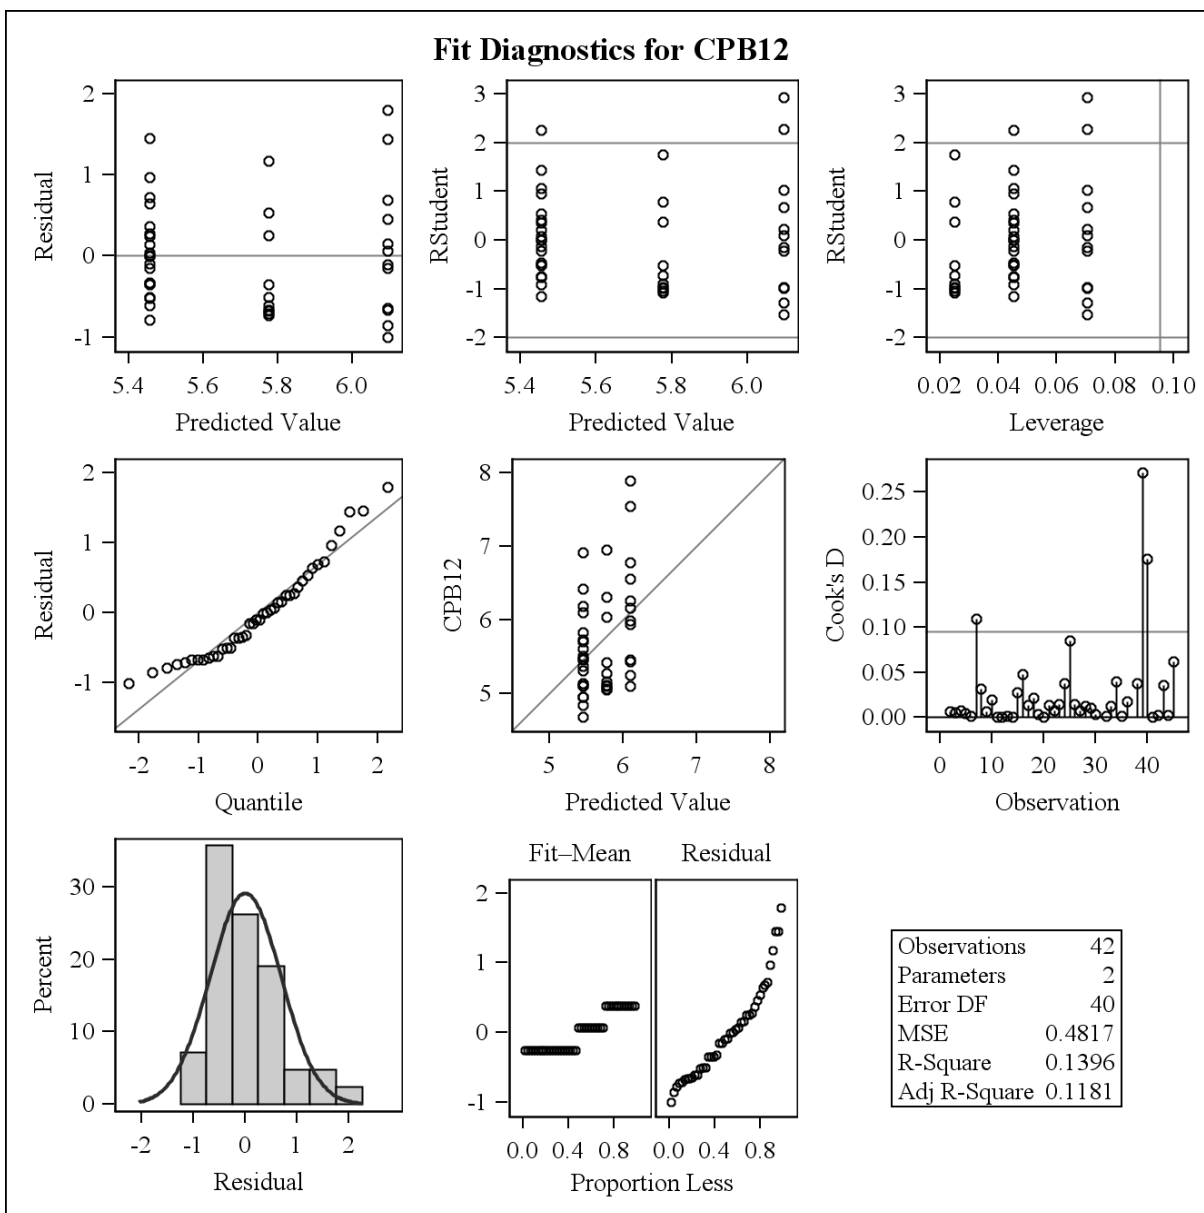 Fit Diagnostics for CPB12
2
1
0
-1
Residual
5.4 5.6 5.8 6.0
Predicted Value
3
2
1
0
-1
-2
RStudent
5.4 5.6 5.8 6.0
Predicted Value
3
2
1
0
-1
-2
RStudent
0.02 0.04 0.06 0.08 0.10
Leverage
2
1
0
-1
Residual
-2 -1 0 1 2
Quantile
8
7
6
5
CPB12
5 6 7 8
Predicted Value
0.25
0.20
0.15
0.10
0.05
0.00
Cook's D
0 10 20 30 40
Observation
30
20
10
0
Percent
-2 -1 0 1 2
Residual
Fit–Mean Residual
2
1
0
-1
0.0 0.4 0.8 0.0 0.4 0.8
Proportion Less
Observations 42
Parameters 2
Error DF 40
MSE 0.4817
R-Square 0.1396
Adj R-Square 0.1181